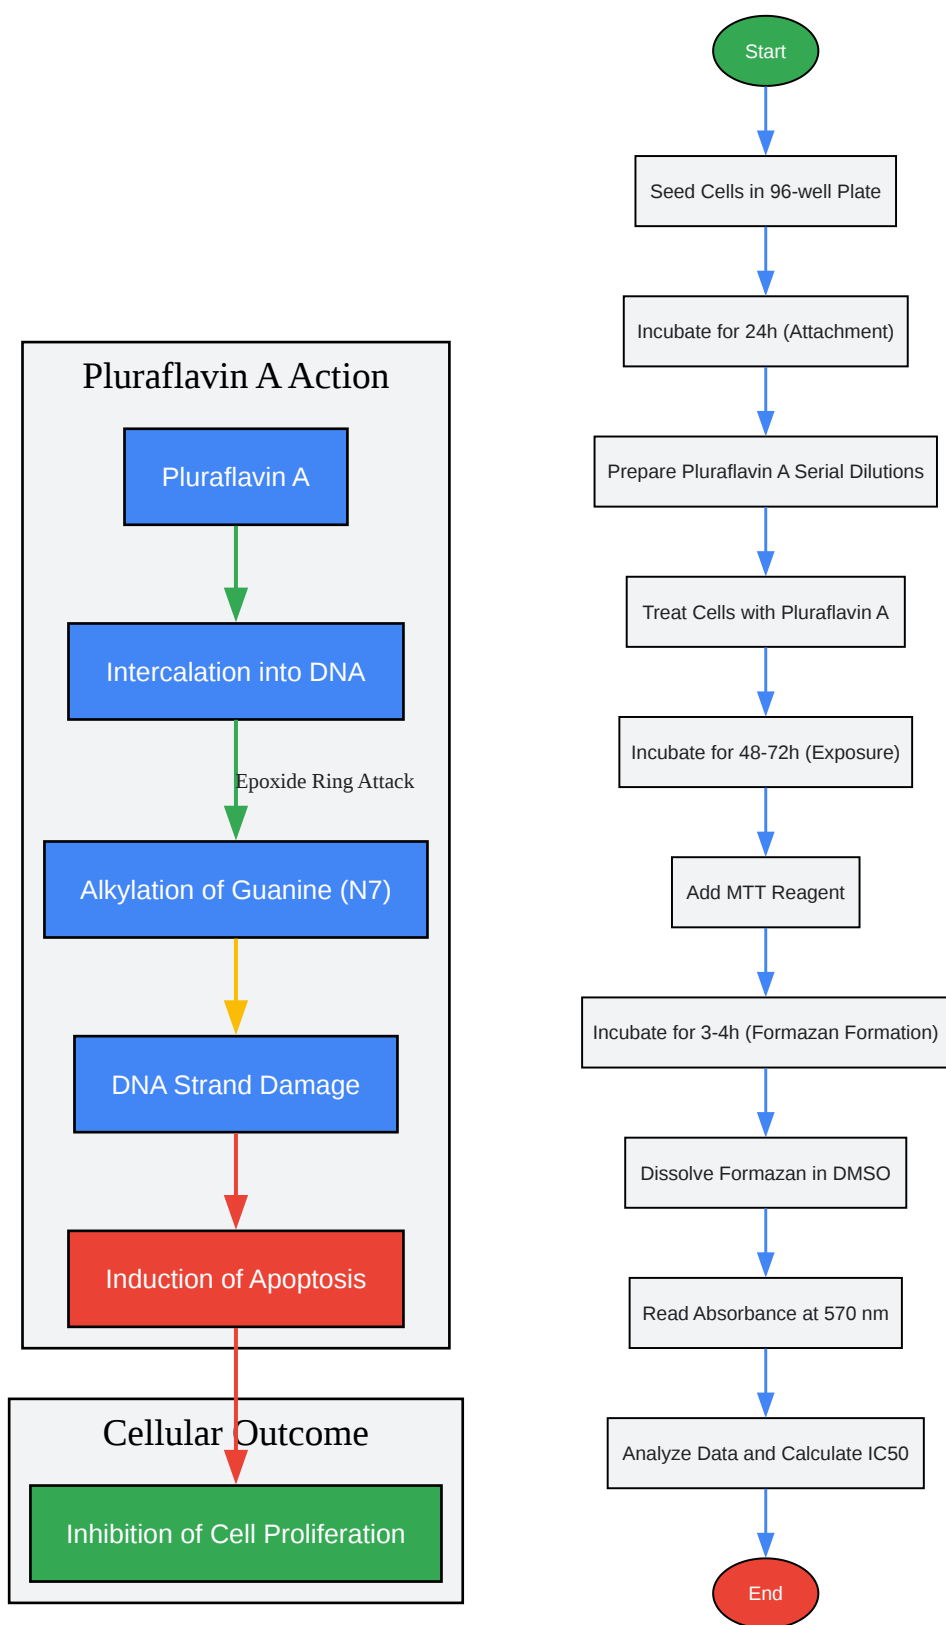 Pluraflavin A Action
Pluraflavin A
Intercalation into DNA
Epoxide Ring Attack
Alkylation of Guanine (N7)
DNA Strand Damage
Induction of Apoptosis
Cellular Outcome
Inhibition of Cell Proliferation
Start
Seed Cells in 96-well Plate
Incubate for 24h (Attachment)
Prepare Pluraflavin A Serial Dilutions
Treat Cells with Pluraflavin A
Incubate for 48-72h (Exposure)
Add MTT Reagent
Incubate for 3-4h (Formazan Formation)
Dissolve Formazan in DMSO
Read Absorbance at 570 nm
Analyze Data and Calculate IC50
End